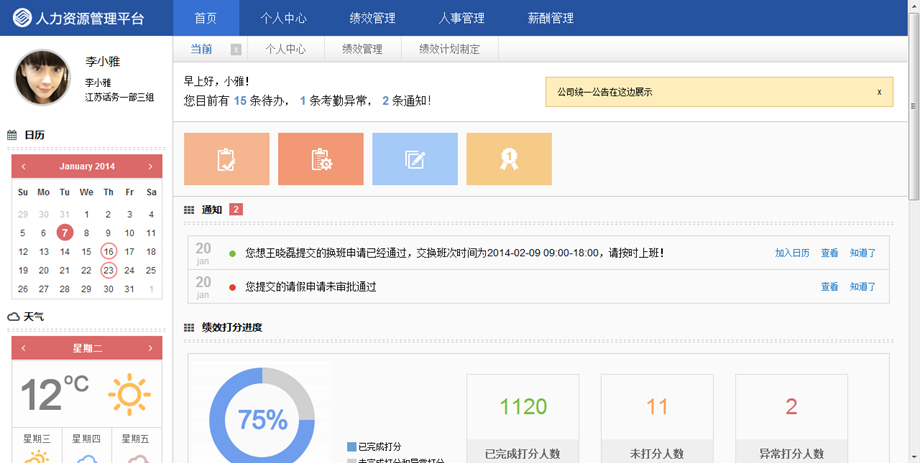 人力资源管理平台
首页 个人中心 绩效管理 人事管理 薪酬管理
当前 x 个人中心 绩效管理 绩效计划制定
李小雅
李小雅
江苏话务一部三组
早上好，小雅！
您目前有 15 条待办， 1 条考勤异常， 2 条通知！
公司统一公告在这边展示 x
日历
< January 2014 >
Su Mo Tu We Th Fr Sa
29 30 31 1 2 3 4
5 6 7 8 9 10 11
12 13 14 15 16 17 18
19 20 21 22 23 24 25
26 27 28 29 30 31 1
1
通知 2
20 jan 您想王晓磊提交的换班申请已经通过，交换班次时间为2014-02-09 09:00-18:00，请按时上班！ 加入日历 查看 知道了
20 jan 您提交的请假申请未审批通过 查看 知道了
天气
< 星期二 >
12°C
星期三 星期四 星期五
绩效打分进度
75%
已完成打分
未完成打分和异常打分
1120
已完成打分人数
11
未打分人数
2
异常打分人数